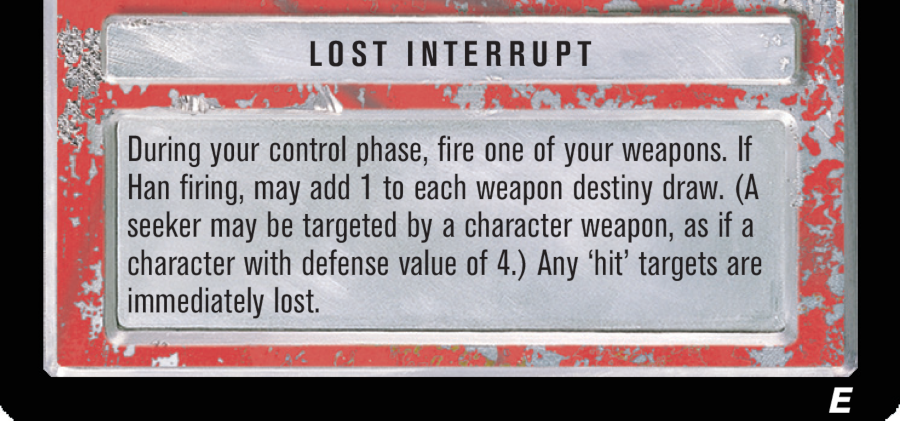 LOST INTERRUPT
During your control phase, fire one of your weapons. If
Han firing, may add 1 to each weapon destiny draw. (A
seeker may be targeted by a character weapon, as if a
character with defense value of 4.) Any ‘hit’ targets are
immediately lost.
E